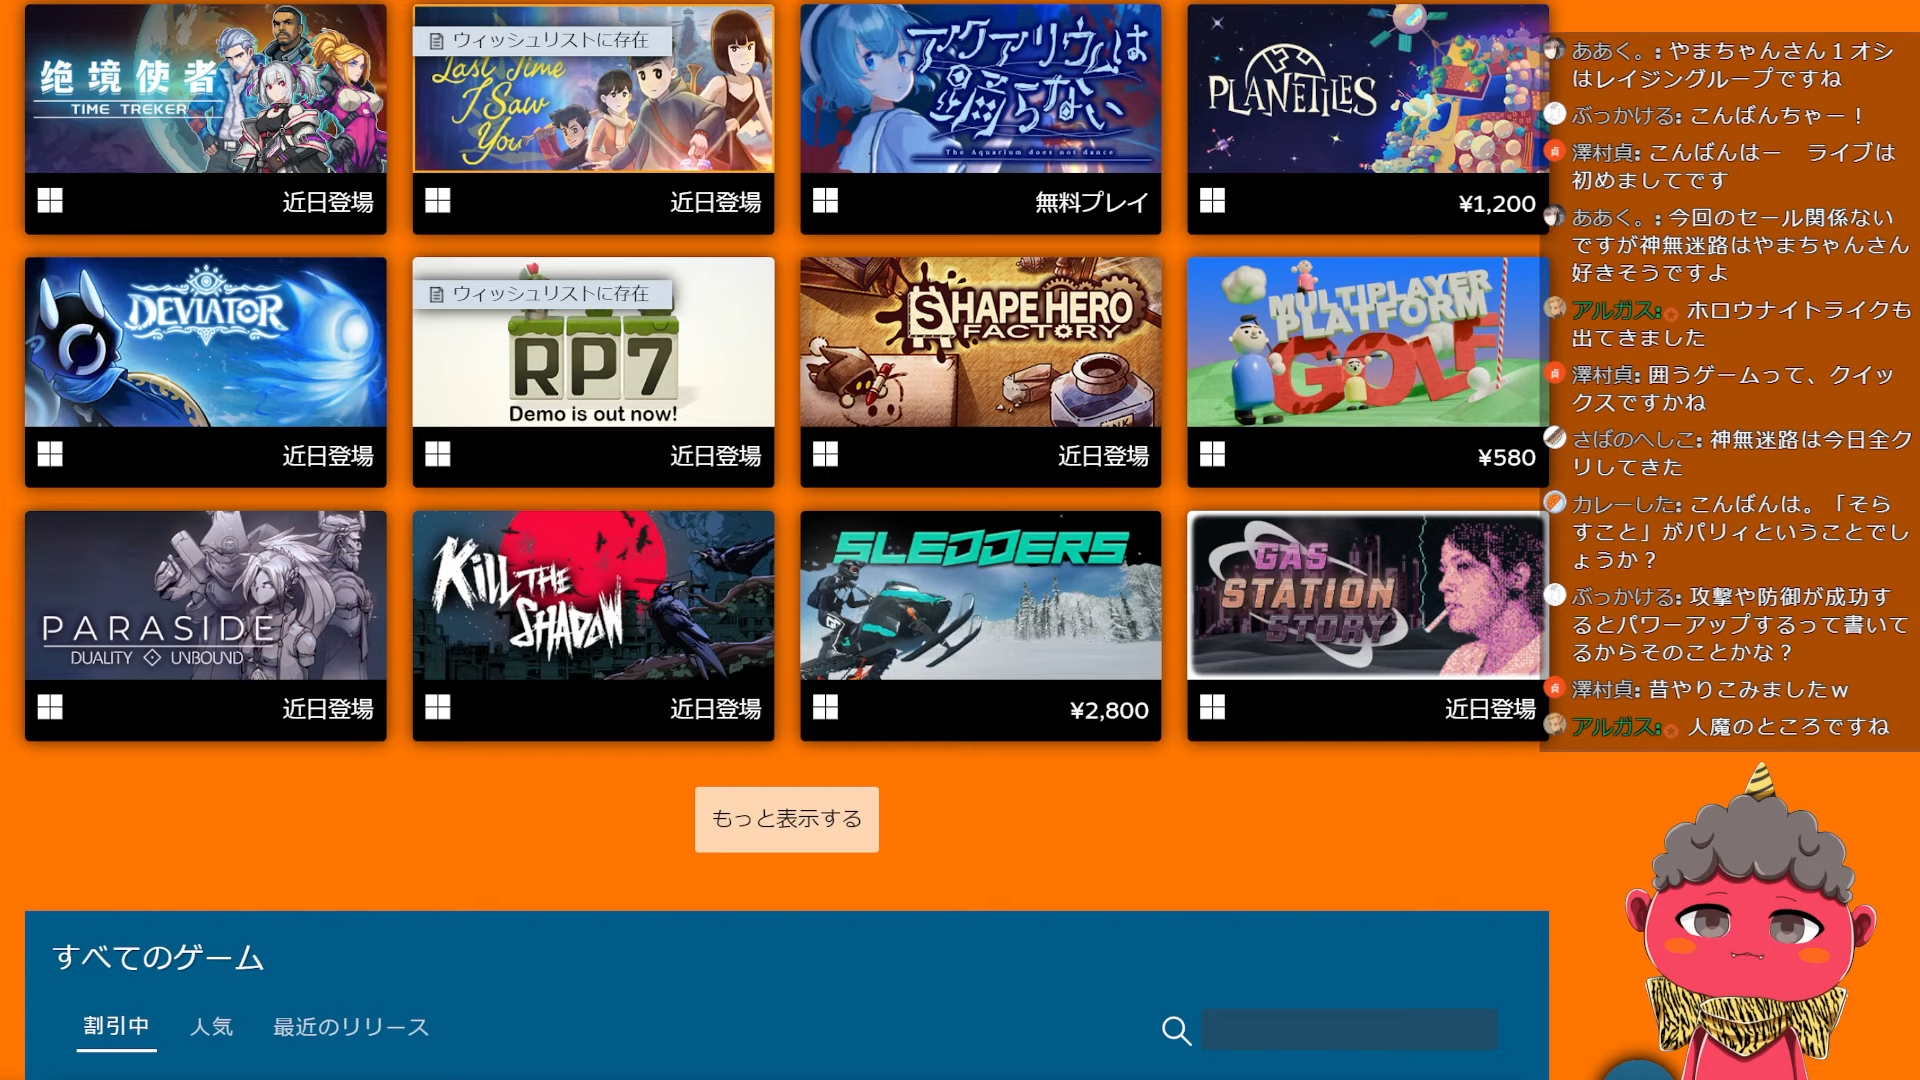 绝境使者
TIME TREKER
近日登場
ウィッシュリストに存在
Last Time
I Saw
You
近日登場
アクアリウムは
踊らない
The Aquarium does not dance
無料プレイ
PLANETILES
¥1,200
DEVIATOR
近日登場
ウィッシュリストに存在
RP7
Demo is out now!
近日登場
SHAPE HERO
FACTORY
INK
近日登場
MULTIPLAYER
PLATFORM
GOLF
¥580
PARASIDE
DUALITY UNBOUND
近日登場
KILL THE
SHADOW
近日登場
SLEDDERS
¥2,800
GAS
STATION
STORY
近日登場
もっと表示する
すべてのゲーム
割引中 人気 最近のリリース
ああく。: やまちゃんさん１オシ
はレイジングループですね
ぶっかける: こんばんちゃー！
貞 澤村貞: こんばんはー　ライブは
初めましてです
ああく。: 今回のセール関係ない
ですが神無迷路はやまちゃんさん
好きそうですよ
アルガス: ホロウナイトライクも
出てきました
貞 澤村貞: 囲うゲームって、クイッ
クスですかね
さばのへしこ: 神無迷路は今日全ク
リしてきた
カレーした: こんばんは。「そら
すこと」がパリィということでし
ょうか？
ぶっかける: 攻撃や防御が成功す
るとパワーアップするって書いて
るからそのことかな？
貞 澤村貞: 昔やりこみましたｗ
アルガス: 人魔のところですね